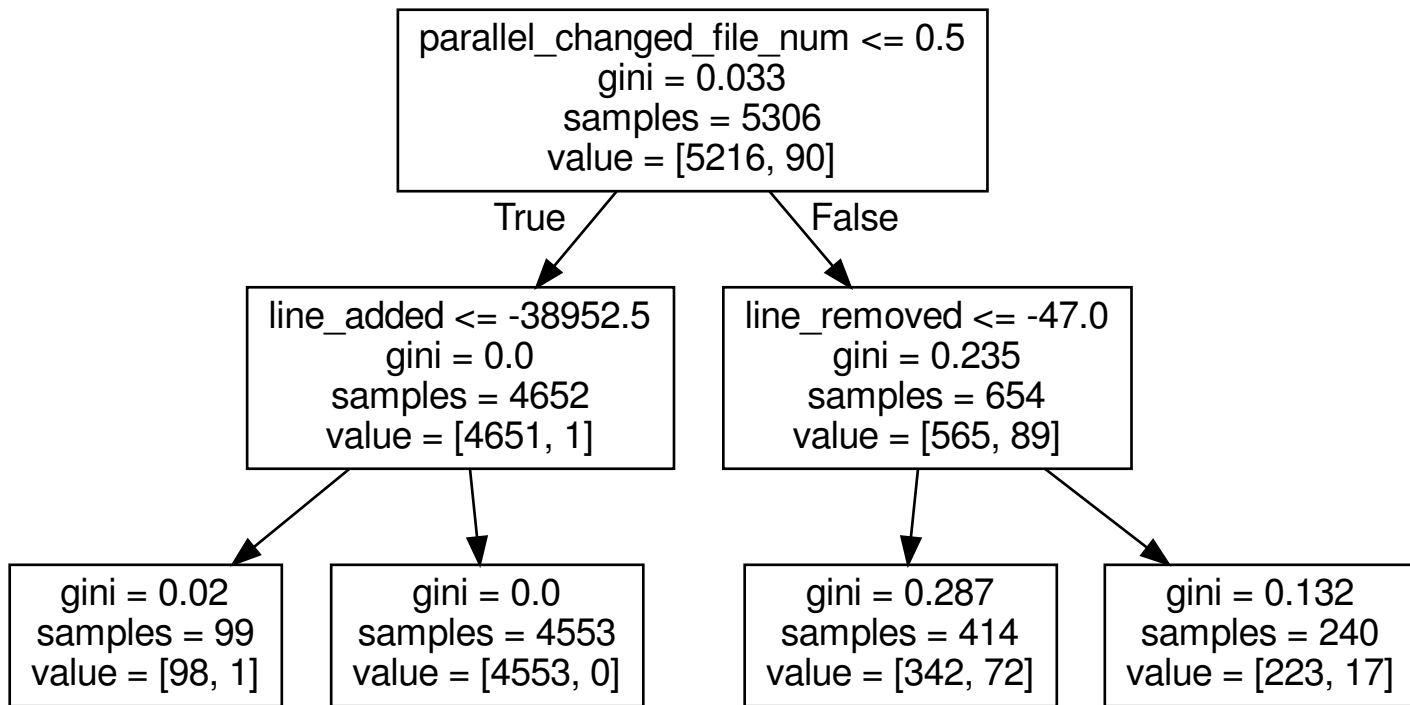 parallel_changed_file_num <= 0.5
gini = 0.033
samples = 5306
value = [5216, 90]
True
False
line_added <= -38952.5
gini = 0.0
samples = 4652
value = [4651, 1]
line_removed <= -47.0
gini = 0.235
samples = 654
value = [565, 89]
gini = 0.02
samples = 99
value = [98, 1]
gini = 0.0
samples = 4553
value = [4553, 0]
gini = 0.287
samples = 414
value = [342, 72]
gini = 0.132
samples = 240
value = [223, 17]